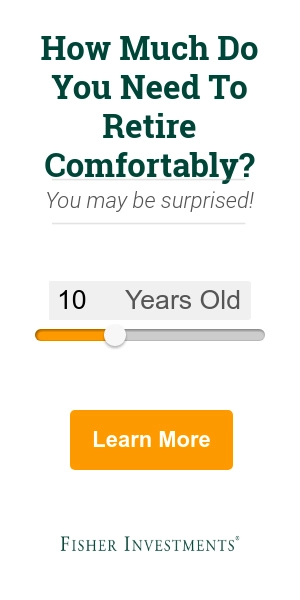 How Much Do
You Need To
Retire
Comfortably?
You may be surprised!
10 Years Old
Learn More
Fisher Investments®